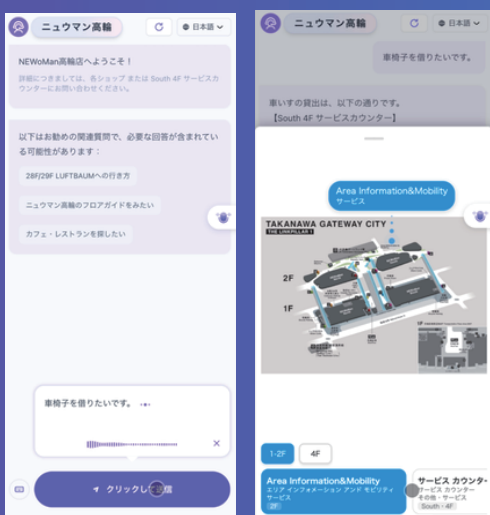 ニュウマン高輪
日本語
NEWoMan高輪店へようこそ！
詳細につきましては、各ショップ または South 4F サービスカ
ウンターにお問い合わせください。
以下はお勧めの関連質問で、必要な回答が含まれてい
る可能性があります：
28F/29F LUFTBAUMへの行き方
ニュウマン高輪のフロアガイドをみたい
カフェ・レストランを探したい
車椅子を借りたいです。
クリックして送信
ニュウマン高輪
日本語
車椅子を借りたいです。
車いすの貸出は、以下の通りです。
【South 4F サービスカウンター】
Area Information&Mobility
サービス
TAKANAWA GATEWAY CITY
THE LINKPILLAR 1
2F
1F
1-2F
4F
Area Information&Mobility
エリア インフォメーション アンド モビリティ
サービス
2F
サービス カウンタ-
サービス カウンター
その他・サービス
South・4F